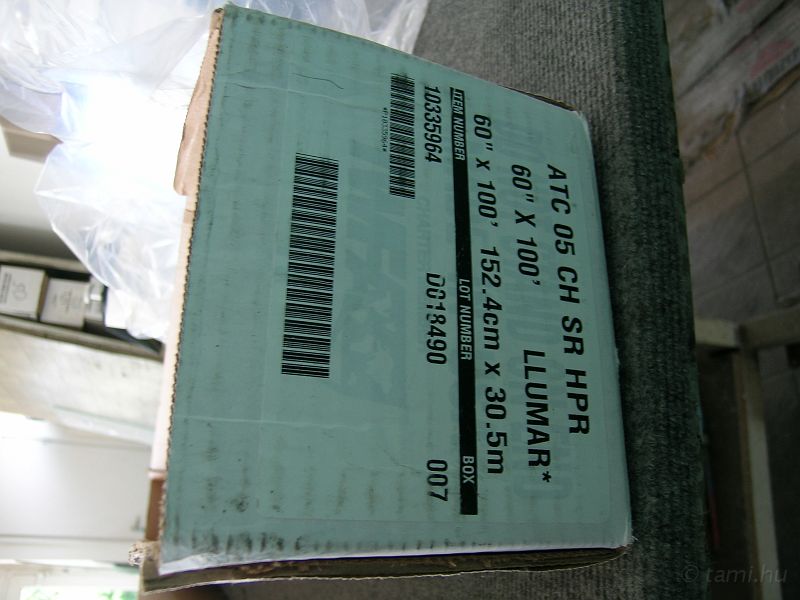 ATC 05 CH SR HPR
60" X 100' LLUMAR*
60" x 100' 152.4cm x 30.5m
ITEM NUMBER LOT NUMBER BOX
10335964 D018490 007
*P10335964*
© tami.hu